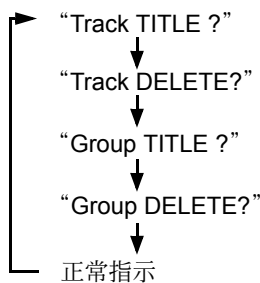 “Track TITLE ?”
“Track DELETE?”
“Group TITLE ?”
“Group DELETE?”
正常指示